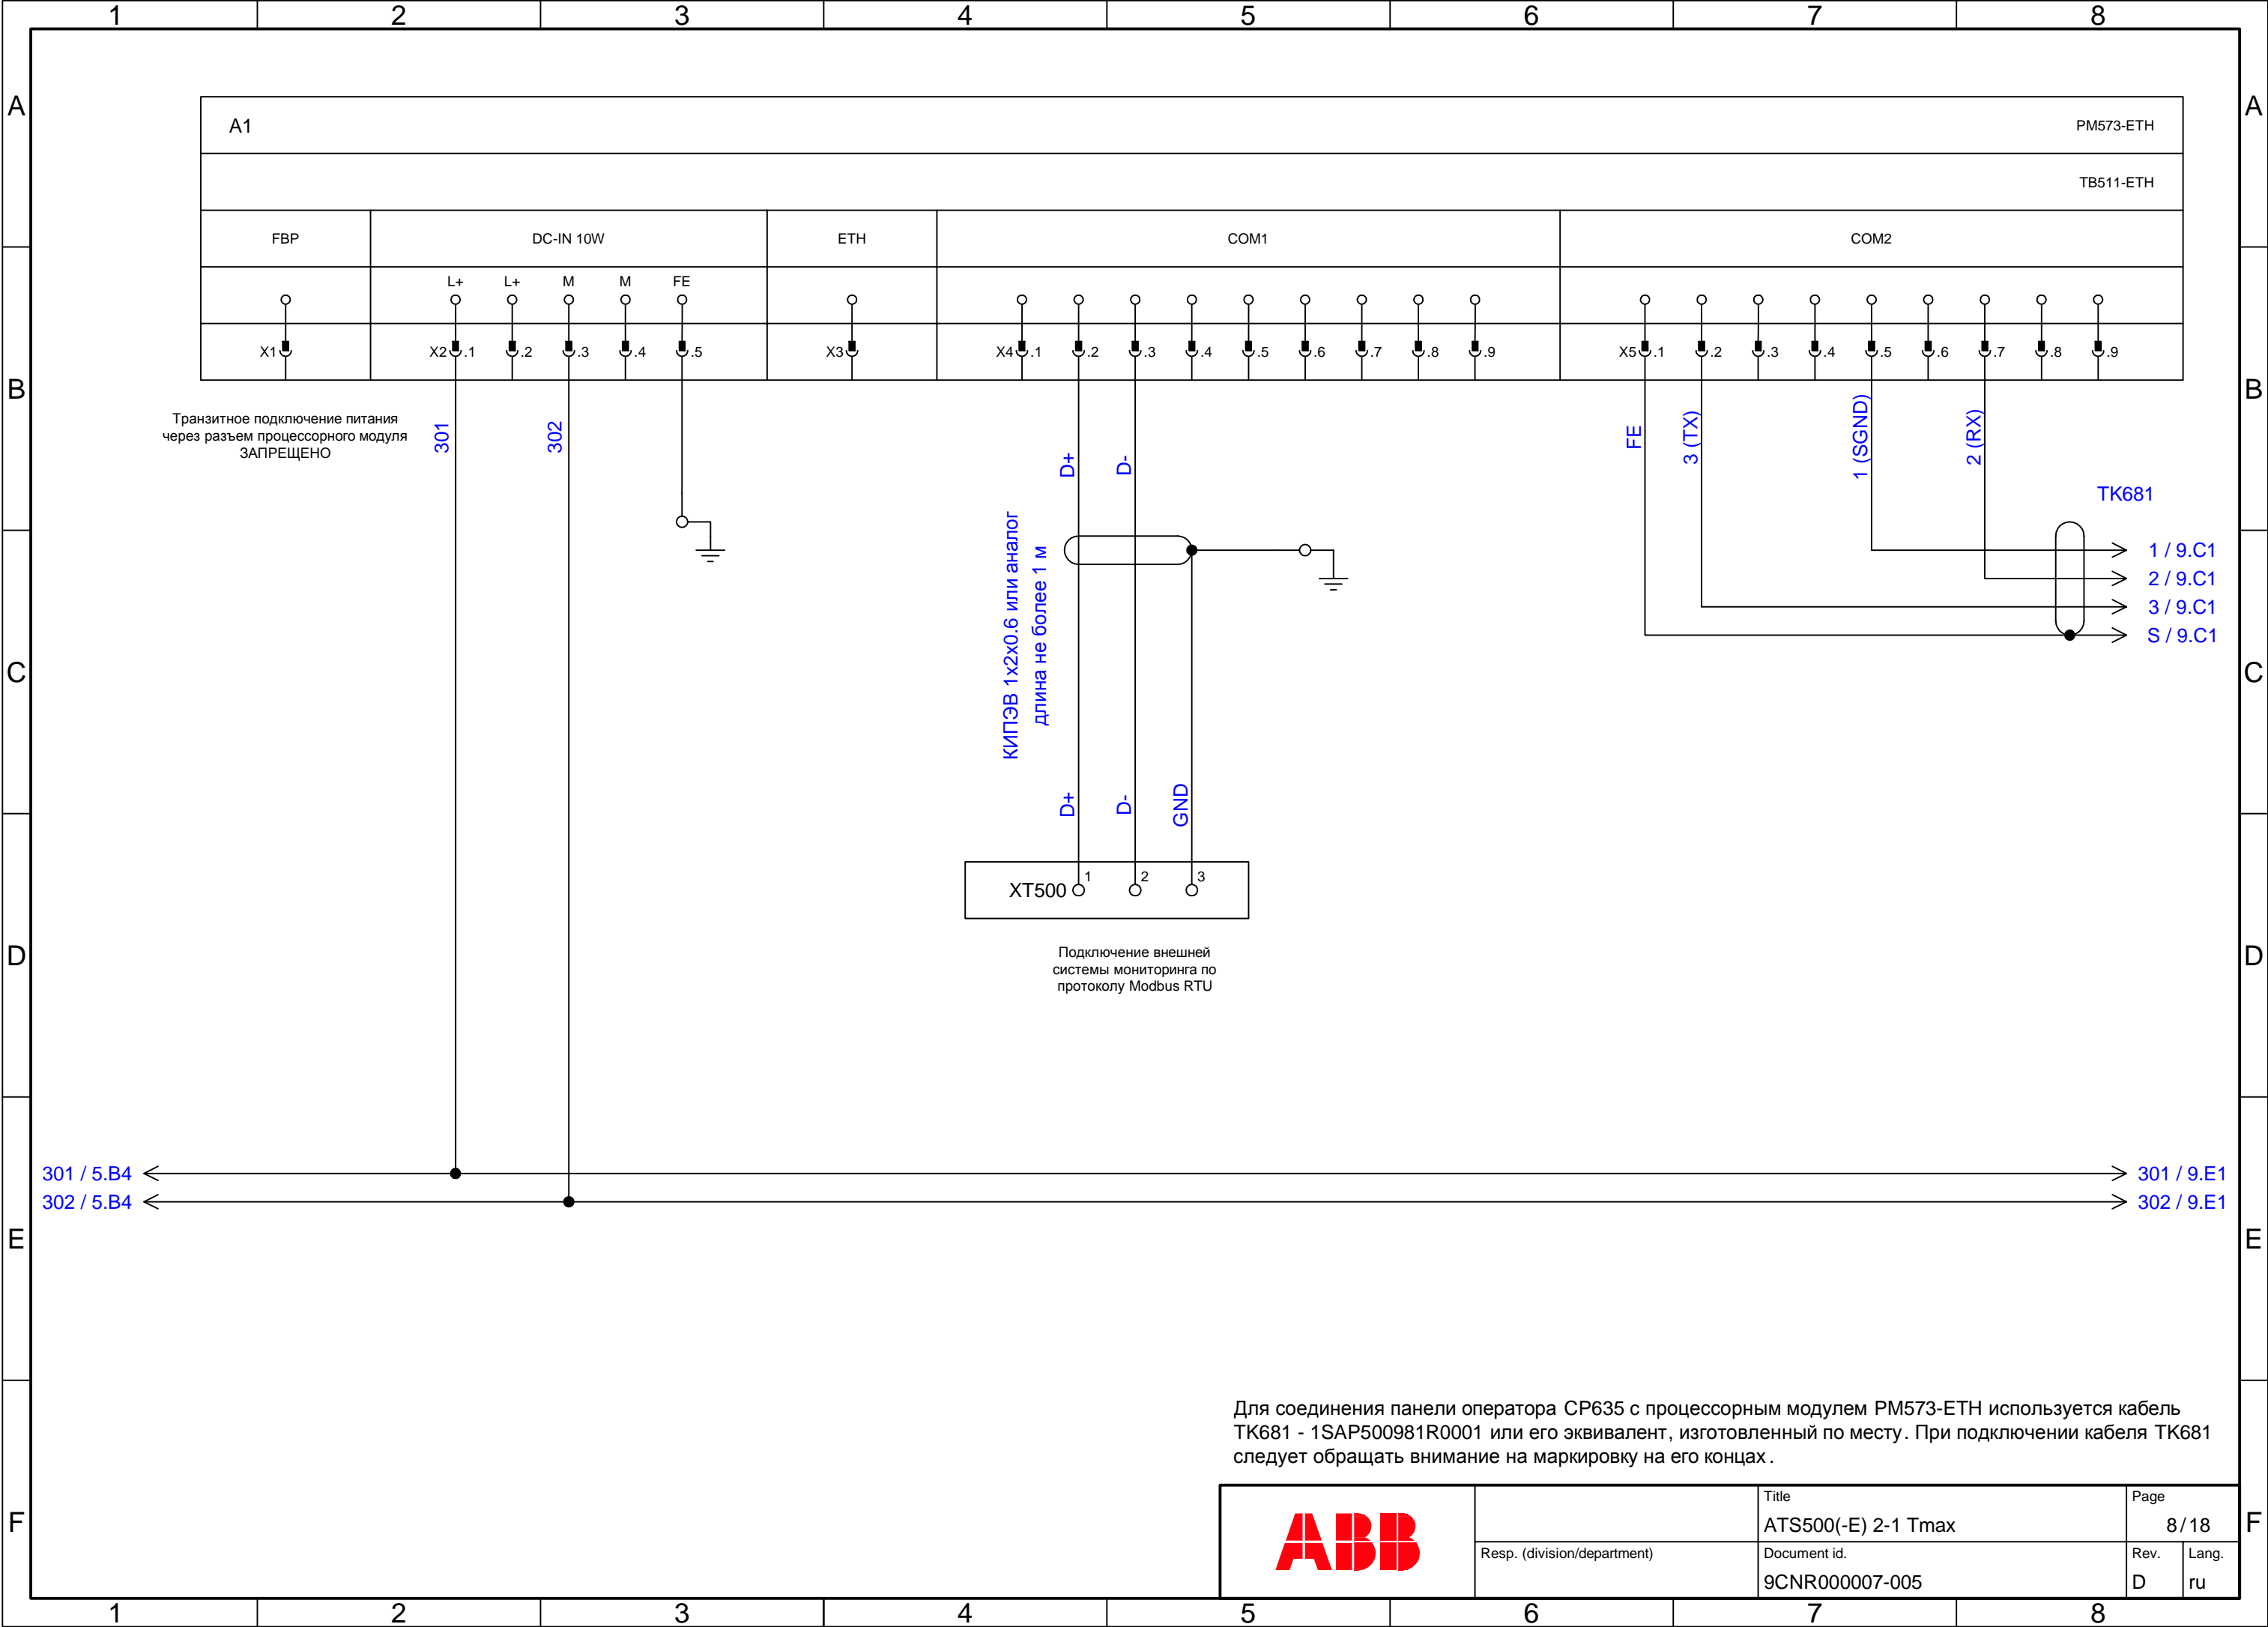 1 2 3 4 5 6 7 8
A A
A1 PM573-ETH
TB511-ETH
FBP DC-IN 10W ETH COM1 COM2
L+ L+ M M FE
X1 X2 .1 .2 .3 .4 .5 X3 X4 .1 .2 .3 .4 .5 .6 .7 .8 .9 X5 .1 .2 .3 .4 .5 .6 .7 .8 .9
B B
Транзитное подключение питания
через разъем процессорного модуля
ЗАПРЕЩЕНО
301
302
D+
D-
FE
3 (TX)
1 (SGND)
2 (RX)
TK681
КИПЭВ 1x2x0.6 или аналог
длина не более 1 м
1 / 9.C1
2 / 9.C1
3 / 9.C1
S / 9.C1
C C
D+
D-
GND
XT500 1 2 3
D D
Подключение внешней
системы мониторинга по
протоколу Modbus RTU
301 / 5.B4 301 / 9.E1
302 / 5.B4 302 / 9.E1
E E
Для соединения панели оператора CP635 с процессорным модулем PM573-ETH используется кабель
TK681 - 1SAP500981R0001 или его эквивалент, изготовленный по месту. При подключении кабеля TK681
следует обращать внимание на маркировку на его концах.
F F
ABB
Title
ATS500(-E) 2-1 Tmax
Page
8/18
Resp. (division/department)
Document id.
9CNR000007-005
Rev.
D
Lang.
ru
1 2 3 4 5 6 7 8